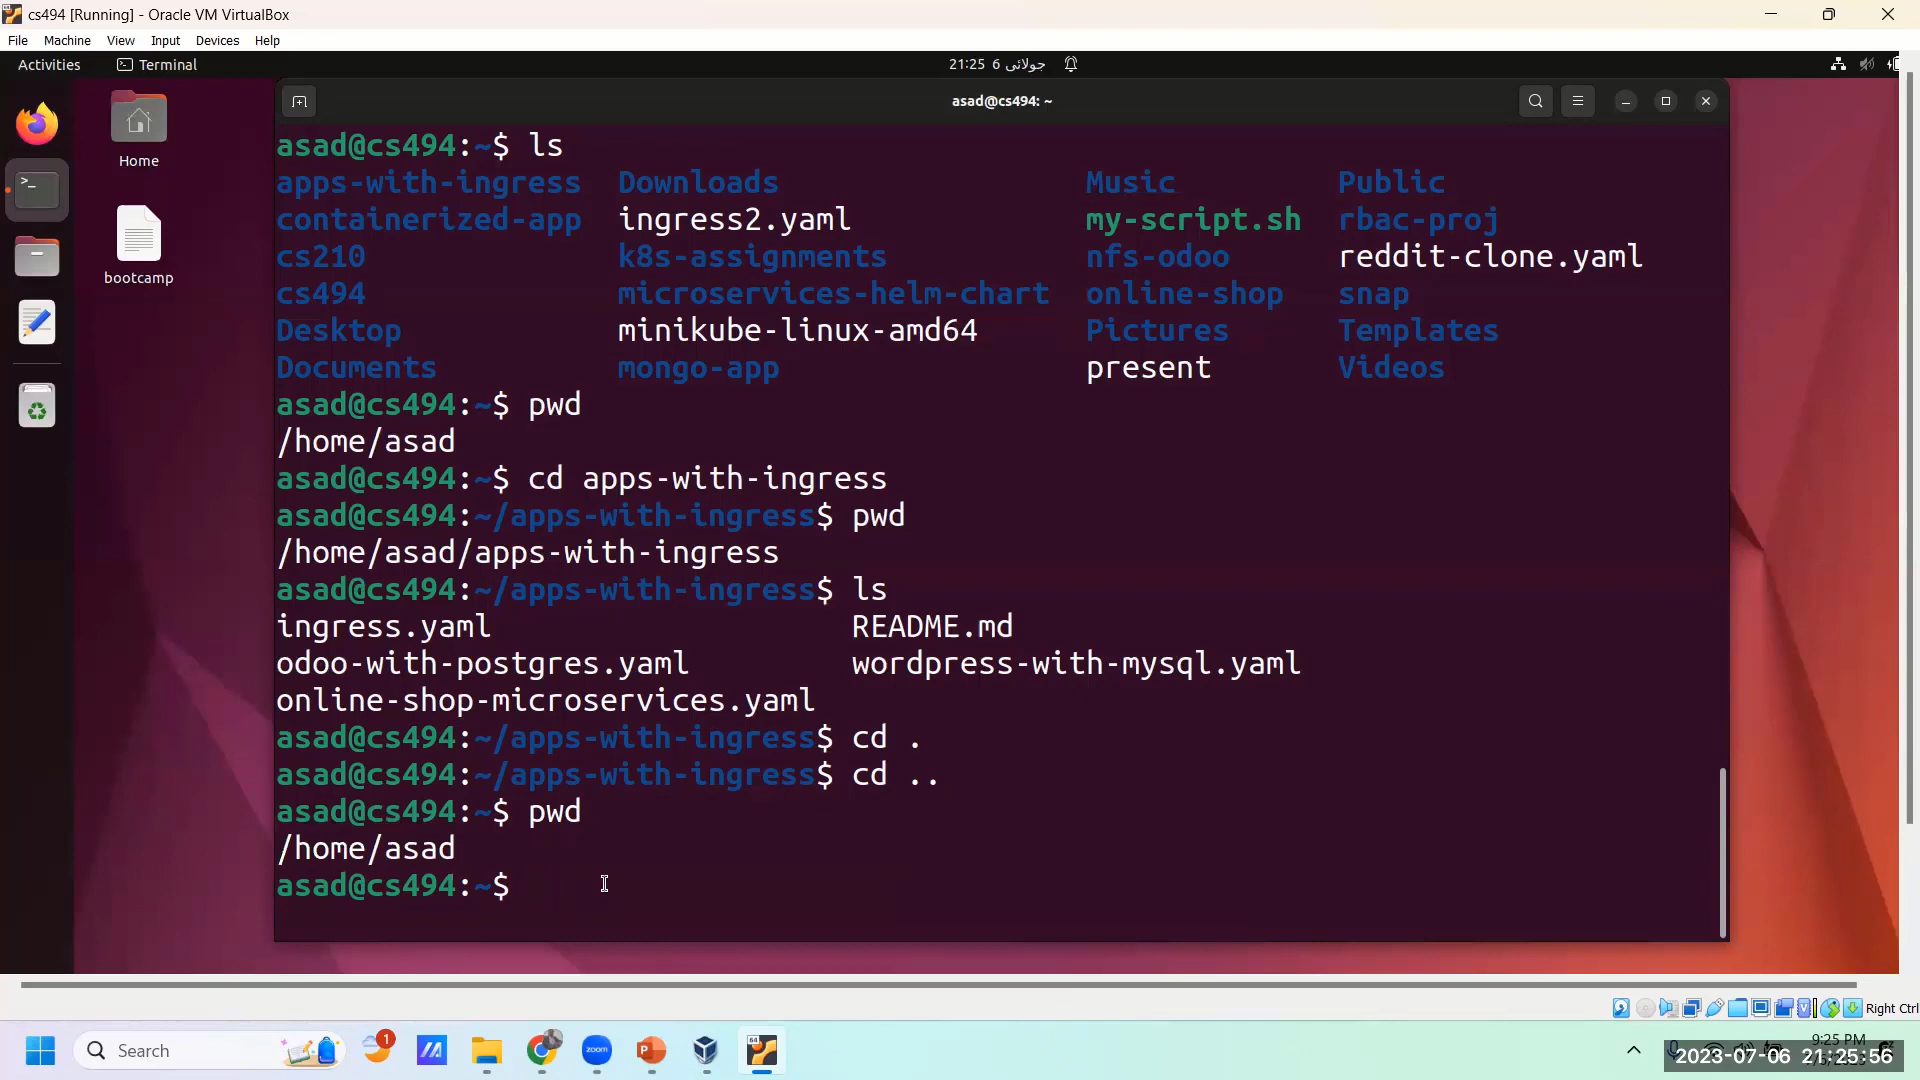 cs494 [Running] - Oracle VM VirtualBox
File Machine View Input Devices Help
Activities Terminal 21:25 6 جولائی
asad@cs494: ~
Home
bootcamp
asad@cs494:~$ ls
apps-with-ingress Downloads Music Public
containerized-app ingress2.yaml my-script.sh rbac-proj
cs210 k8s-assignments nfs-odoo reddit-clone.yaml
cs494 microservices-helm-chart online-shop snap
Desktop minikube-linux-amd64 Pictures Templates
Documents mongo-app present Videos
asad@cs494:~$ pwd
/home/asad
asad@cs494:~$ cd apps-with-ingress
asad@cs494:~/apps-with-ingress$ pwd
/home/asad/apps-with-ingress
asad@cs494:~/apps-with-ingress$ ls
ingress.yaml README.md
odoo-with-postgres.yaml wordpress-with-mysql.yaml
online-shop-microservices.yaml
asad@cs494:~/apps-with-ingress$ cd .
asad@cs494:~/apps-with-ingress$ cd ..
asad@cs494:~$ pwd
/home/asad
asad@cs494:~$
Right Ctrl
Search 1 zoom 64
9:25 PM
2023-07-06 21:25:56